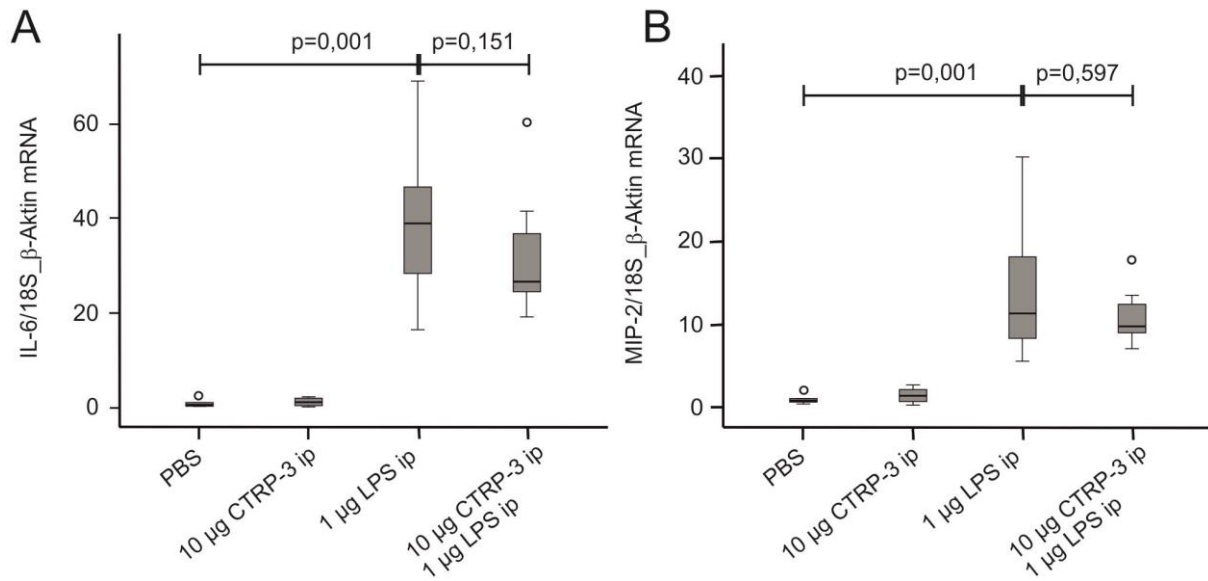 A
p=0,001
p=0,151
IL-6/18S_β-Aktin mRNA
60
40
20
0
PBS
10 µg CTRP-3 ip
1 µg LPS ip
10 µg CTRP-3 ip
1 µg LPS ip
B
p=0,001
p=0,597
MIP-2/18S_β-Aktin mRNA
40
30
20
10
0
PBS
10 µg CTRP-3 ip
1 µg LPS ip
10 µg CTRP-3 ip
1 µg LPS ip